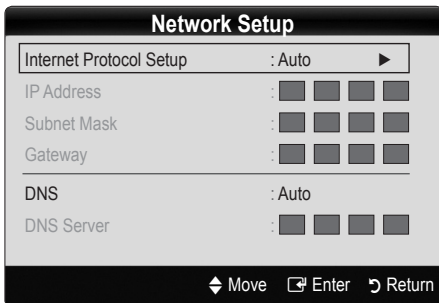 Network Setup
Internet Protocol Setup : Auto ▶
IP Address :
Subnet Mask :
Gateway :
DNS : Auto
DNS Server :
Move Enter Return